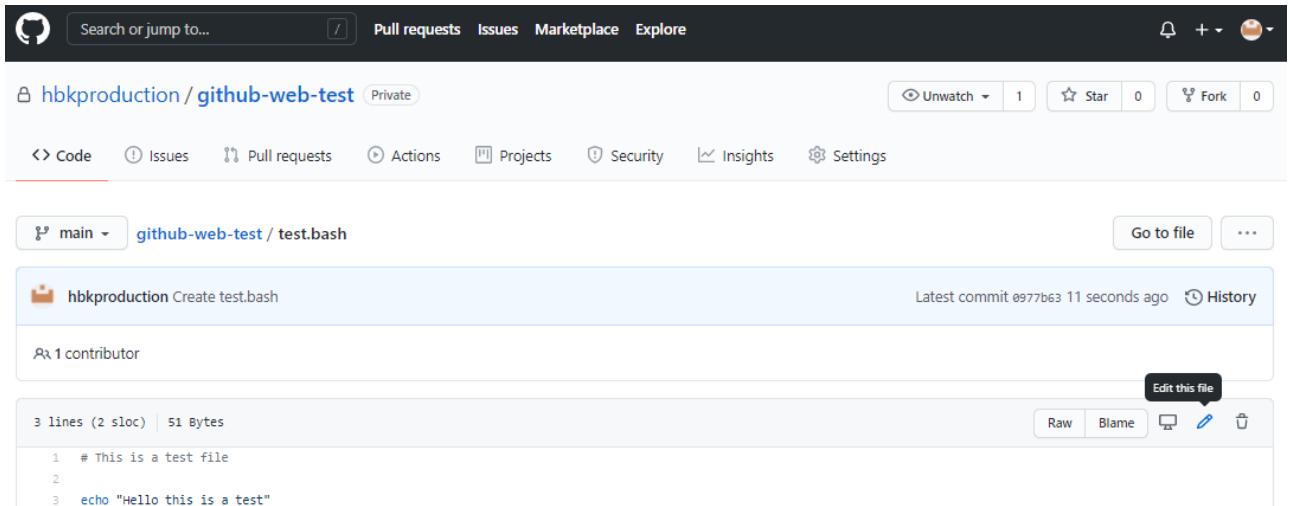 Search or jump to... / Pull requests Issues Marketplace Explore
hbkproduction / github-web-test Private Unwatch 1 Star 0 Fork 0
<> Code Issues Pull requests Actions Projects Security Insights Settings
main github-web-test / test.bash Go to file ...
hbkproduction Create test.bash Latest commit 0977b63 11 seconds ago History
1 contributor
Edit this file
3 lines (2 sloc) 51 Bytes Raw Blame
1 # This is a test file
2
3 echo "Hello this is a test"